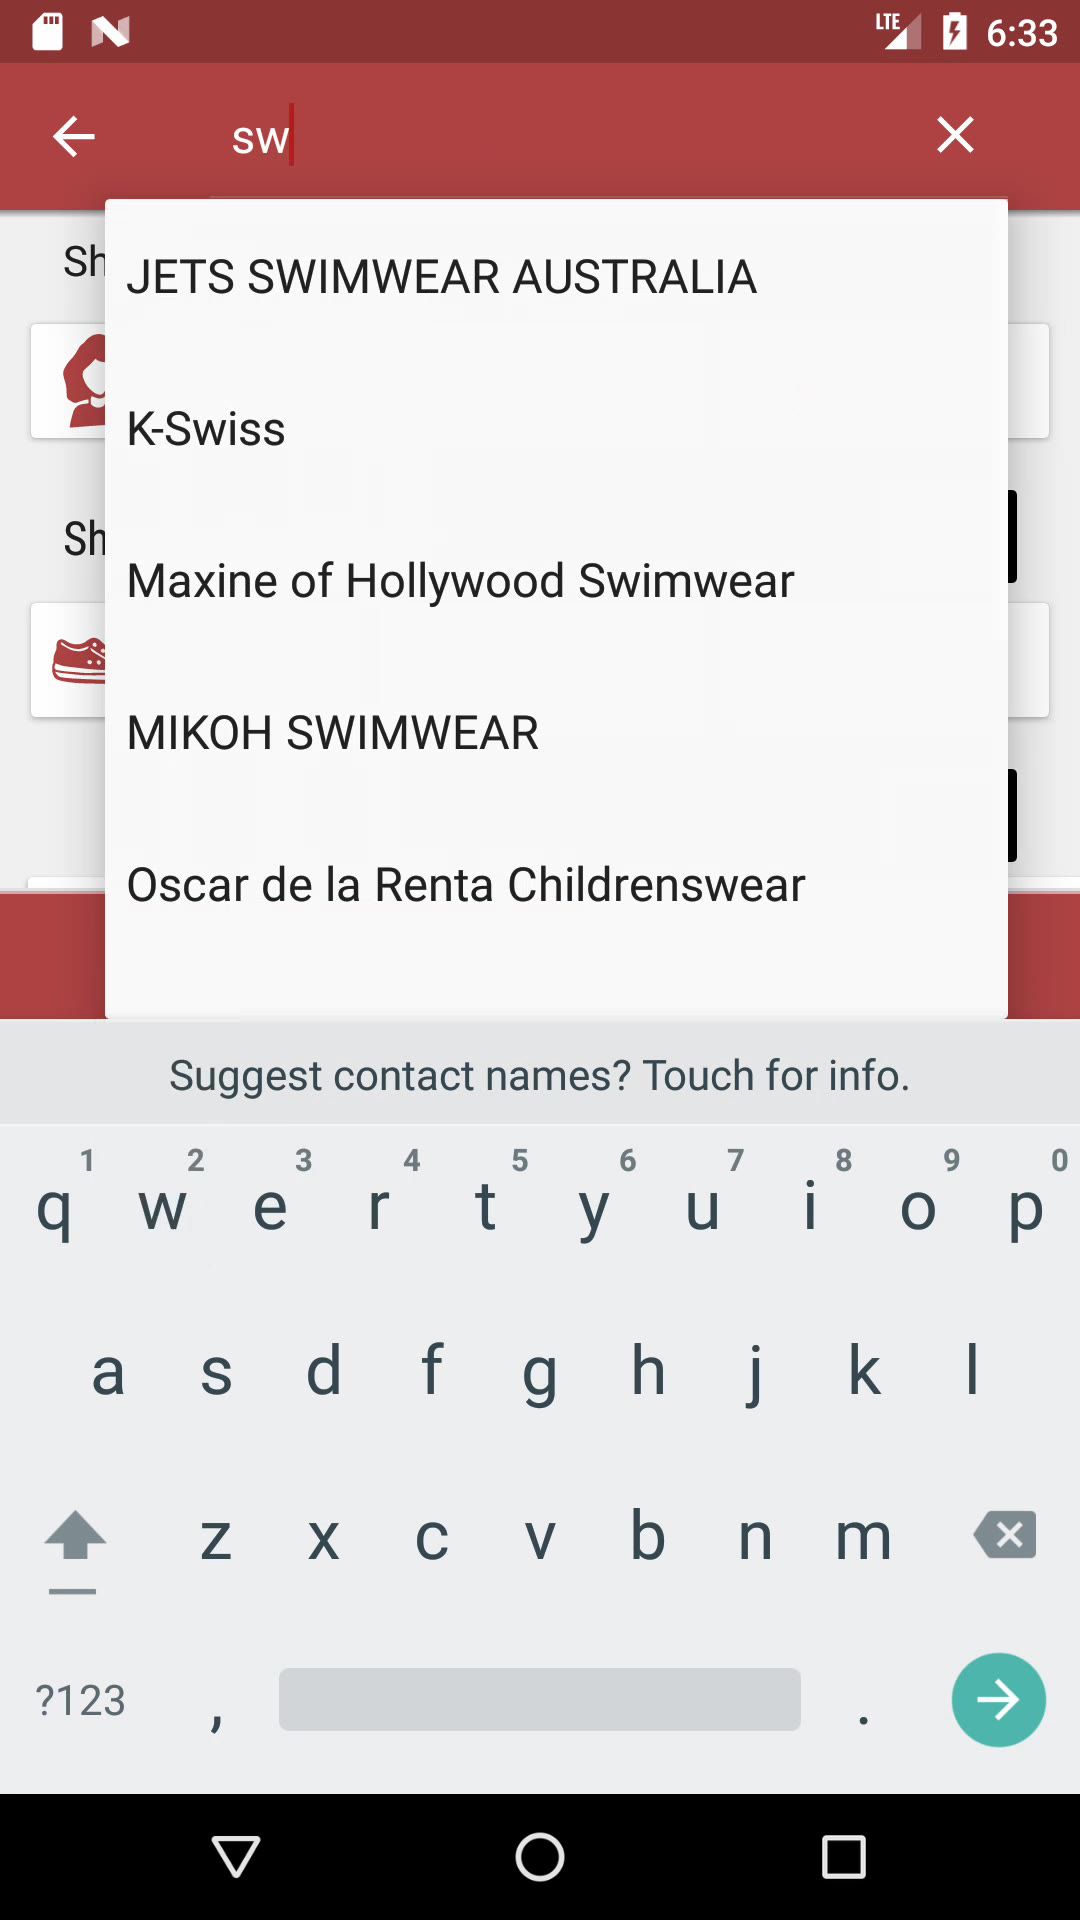 LTE 6:33
sw
Sh
JETS SWIMWEAR AUSTRALIA
K-Swiss
Sh
Maxine of Hollywood Swimwear
MIKOH SWIMWEAR
Oscar de la Renta Childrenswear
Suggest contact names? Touch for info.
1 2 3 4 5 6 7 8 9 0
q w e r t y u i o p
a s d f g h j k l
z x c v b n m
?123 , .